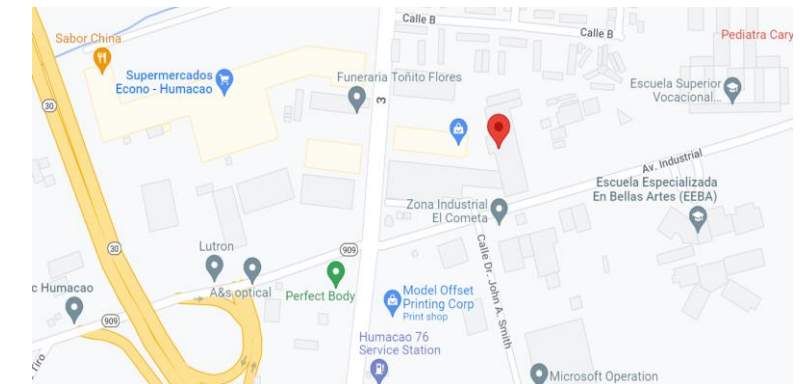 Calle B
Calle B
Sabor China
Pediatra Cary
Supermercados
Econo - Humacao
Funeraria Toñito Flores
Escuela Superior
Vocacional...
30
3
Av. Industrial
Escuela Especializada
En Bellas Artes (EEBA)
Zona Industrial
El Cometa
Lutron
30
909
Calle Dr. John A. Smith
c Humacao
A&s optical
Perfect Body
Model Offset
Printing Corp
Print shop
909
Humacao 76
Service Station
Tiro
Microsoft Operation